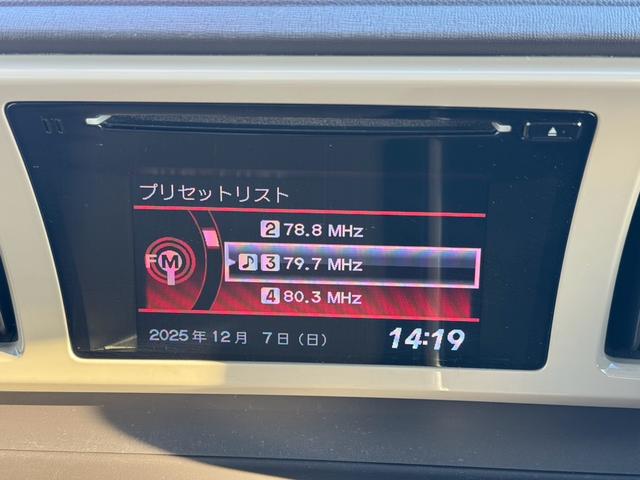 プリセットリスト
2 78.8 MHz
FM
♪ 3 79.7 MHz
4 80.3 MHz
2025年12月 7日(日) 14:19